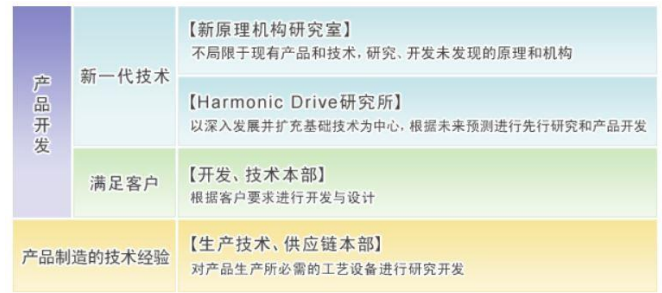 产品开发
新一代技术
【新原理机构研究室】
不局限于现有产品和技术，研究、开发未发现的原理和机构
【Harmonic Drive研究所】
以深入发展并扩充基础技术为中心，根据未来预测进行先行研究和产品开发
满足客户
【开发、技术本部】
根据客户要求进行开发与设计
产品制造的技术经验
【生产技术、供应链本部】
对产品生产所必需的工艺设备进行研究开发